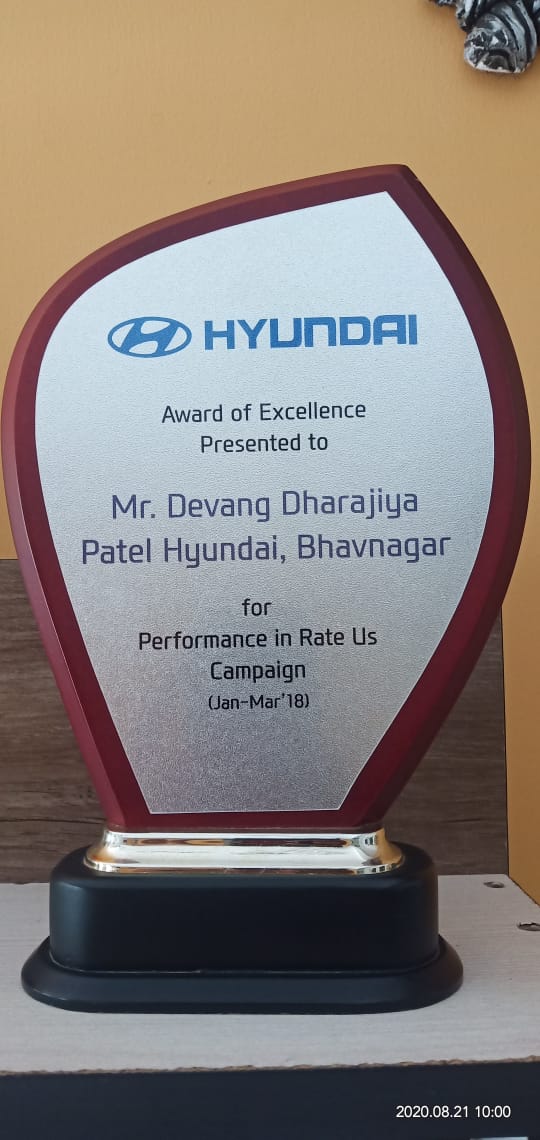 HYUNDAI
Award of Excellence
Presented to
Mr. Devang Dharajiya
Patel Hyundai, Bhavnagar
for
Performance in Rate Us
Campaign
(Jan-Mar'18)
2020.08.21 10:00